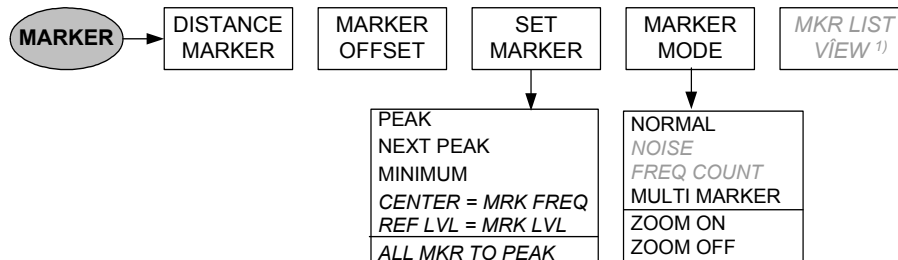 MARKER
DISTANCE
MARKER
MARKER
OFFSET
SET
MARKER
MARKER
MODE
MKR LIST
VÎEW 1)
PEAK
NEXT PEAK
MINIMUM
CENTER = MRK FREQ
REF LVL = MRK LVL
ALL MKR TO PEAK
NORMAL
NOISE
FREQ COUNT
MULTI MARKER
ZOOM ON
ZOOM OFF